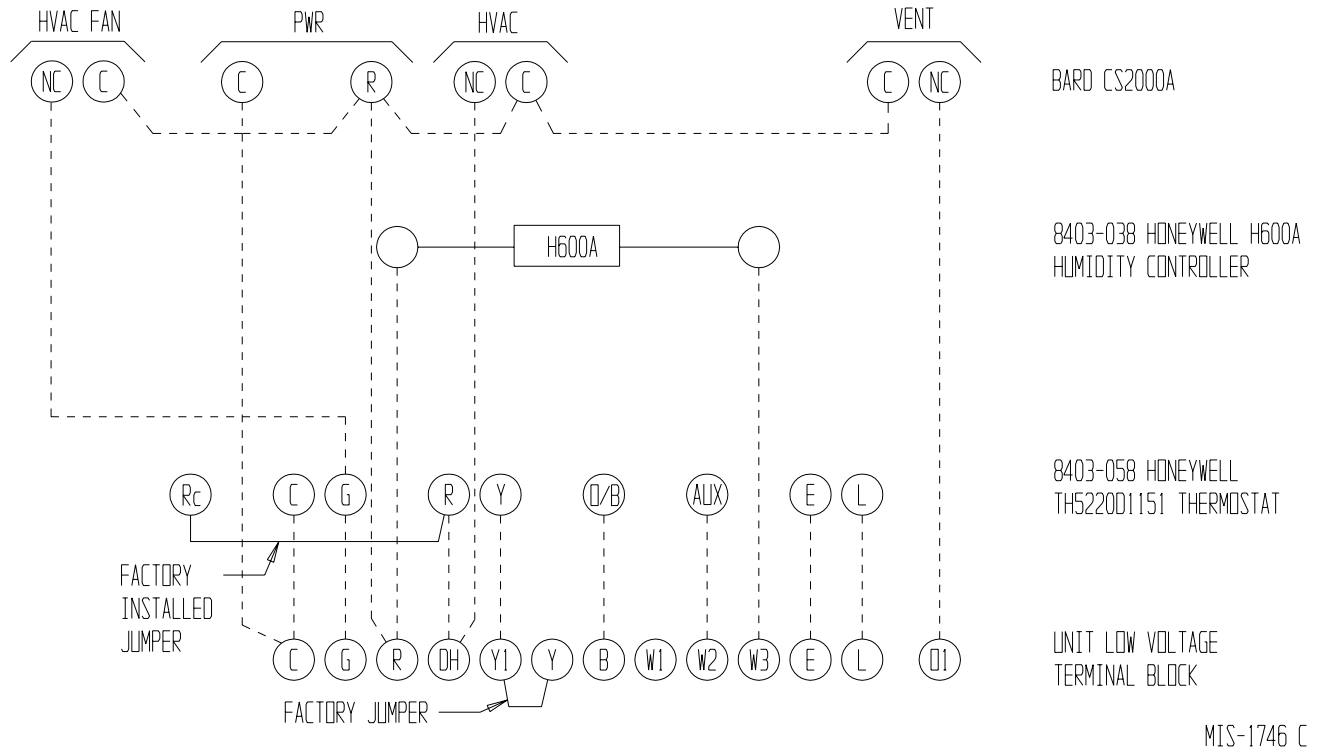 HVAC FAN PWR HVAC VENT
NC C C R NC C C NC
BARD CS2000A
H600A
8403-038 HONEYWELL H600A
HUMIDITY CONTROLLER
Rc C G R Y O/B AUX E L
8403-058 HONEYWELL
TH5220D1151 THERMOSTAT
FACTORY
INSTALLED
JUMPER
C G R OH Y1 Y B W1 W2 W3 E L O1
UNIT LOW VOLTAGE
TERMINAL BLOCK
FACTORY JUMPER
MIS-1746 C